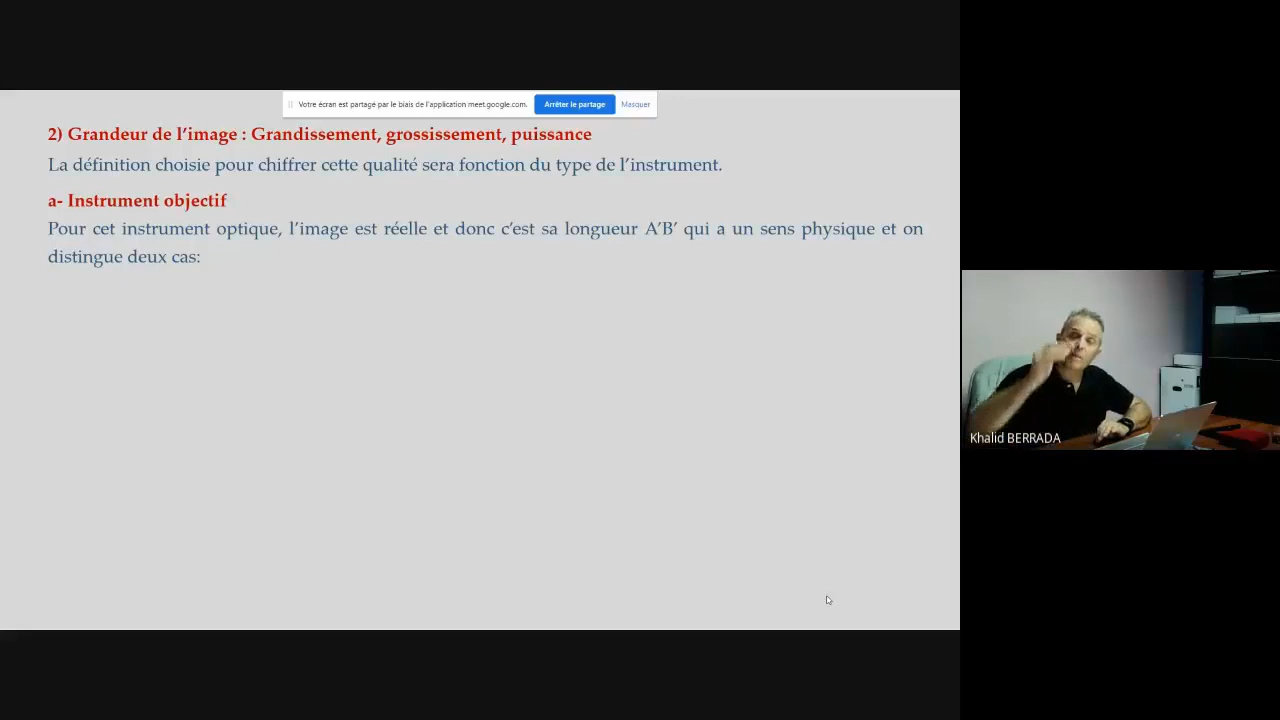 Votre écran est partagé par le biais de l'application meet.google.com. Arrêter le partage Masquer
2) Grandeur de l'image : Grandissement, grossissement, puissance
La définition choisie pour chiffrer cette qualité sera fonction du type de l'instrument.
a- Instrument objectif
Pour cet instrument optique, l'image est réelle et donc c'est sa longueur A'B' qui a un sens physique et on
distingue deux cas:
Khalid BERRADA